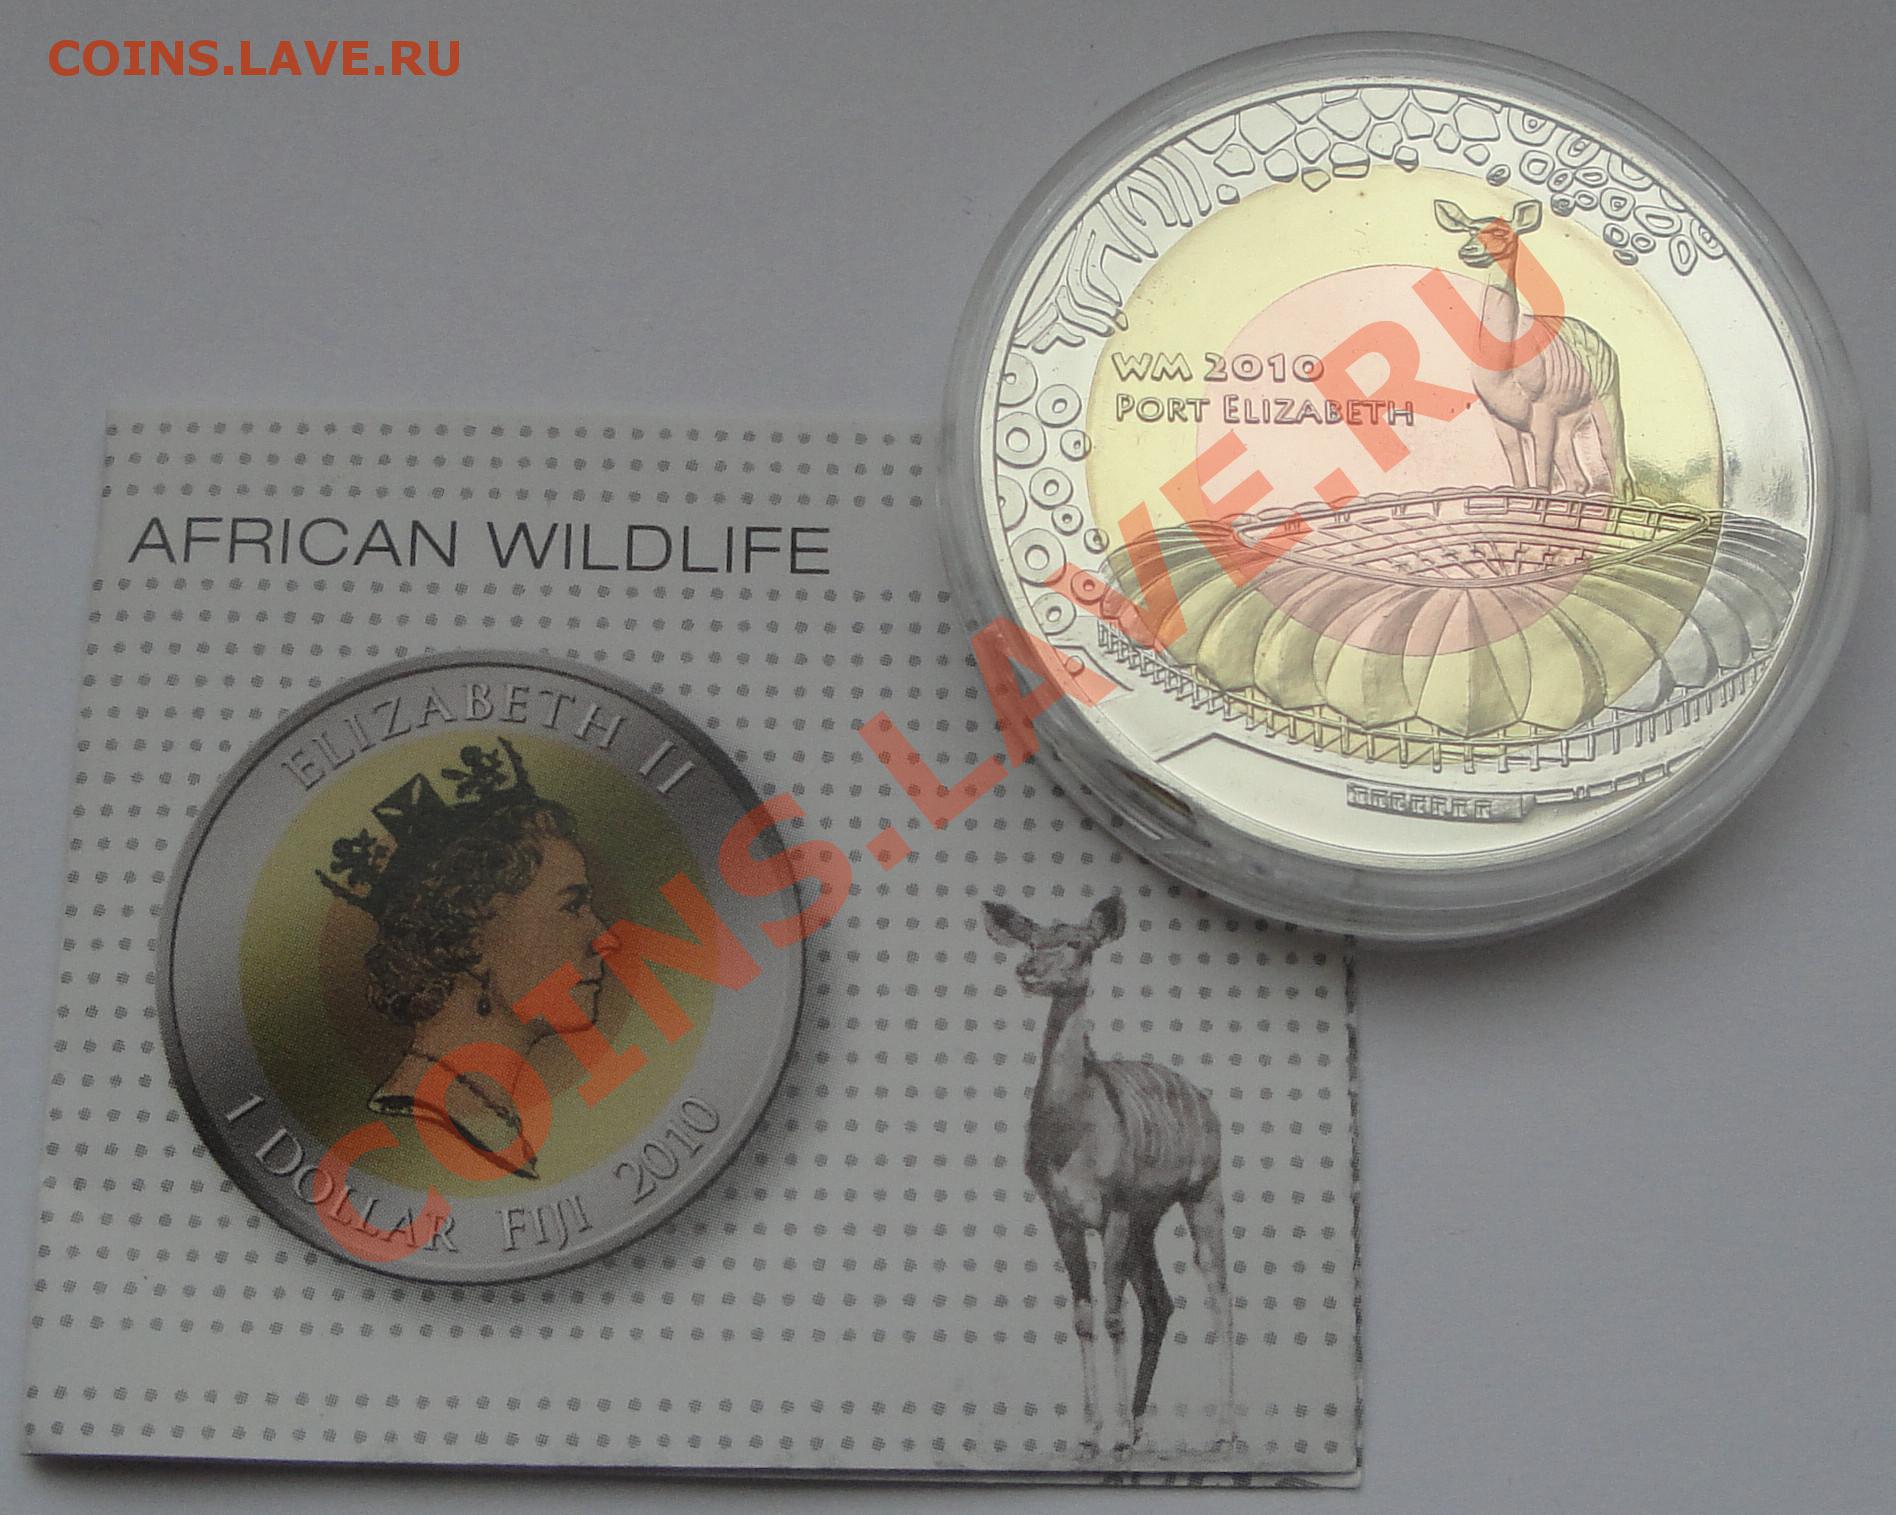 COINS.LAVE.RU
WM 2010
PORT ELIZABETH
AFRICAN WILDLIFE
ELIZABETH II
1 DOLLAR FIJI 2010
COINS.LAVE.RU